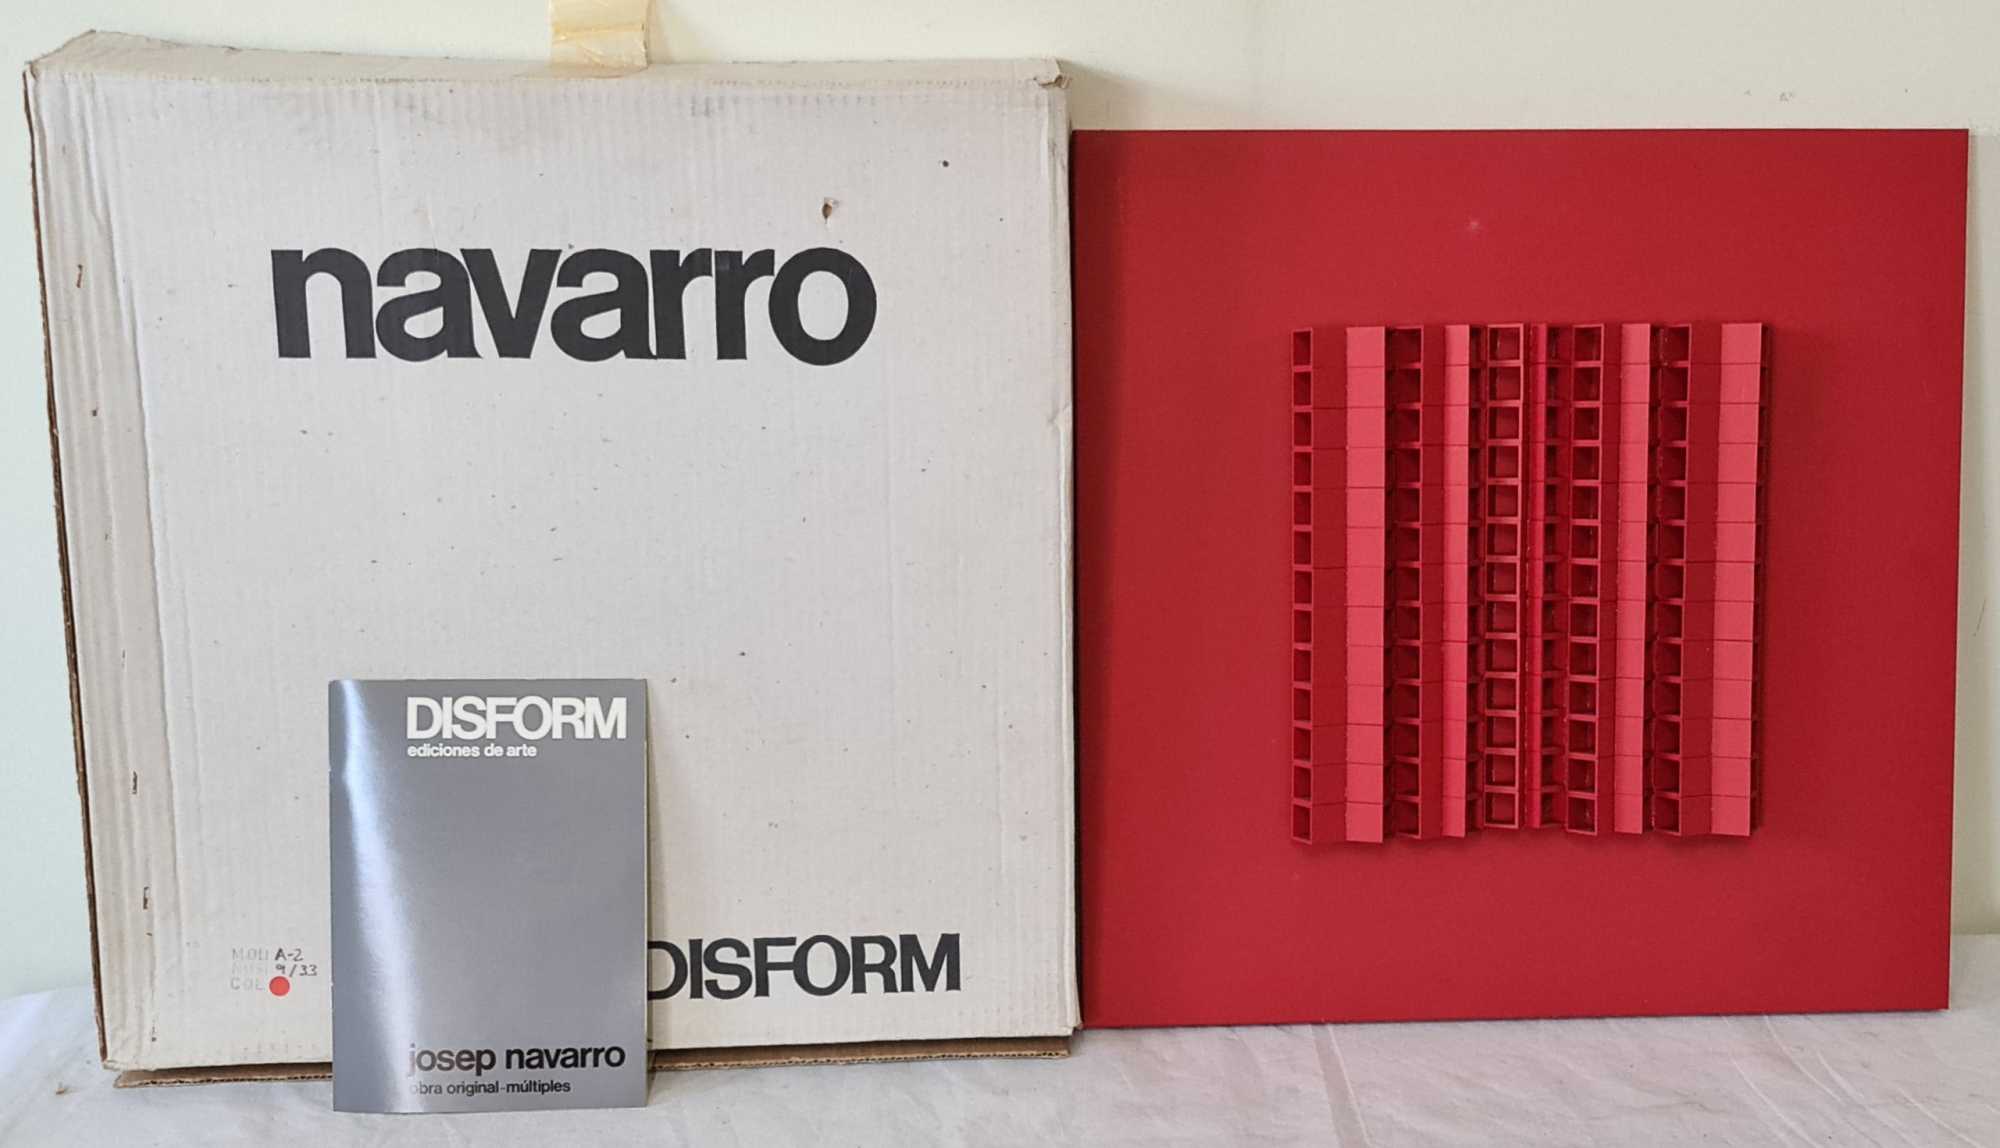 navarro
MOD A-2
9/33
COL
DISFORM
DISFORM
ediciones de arte
josep navarro
obra original-múltiples